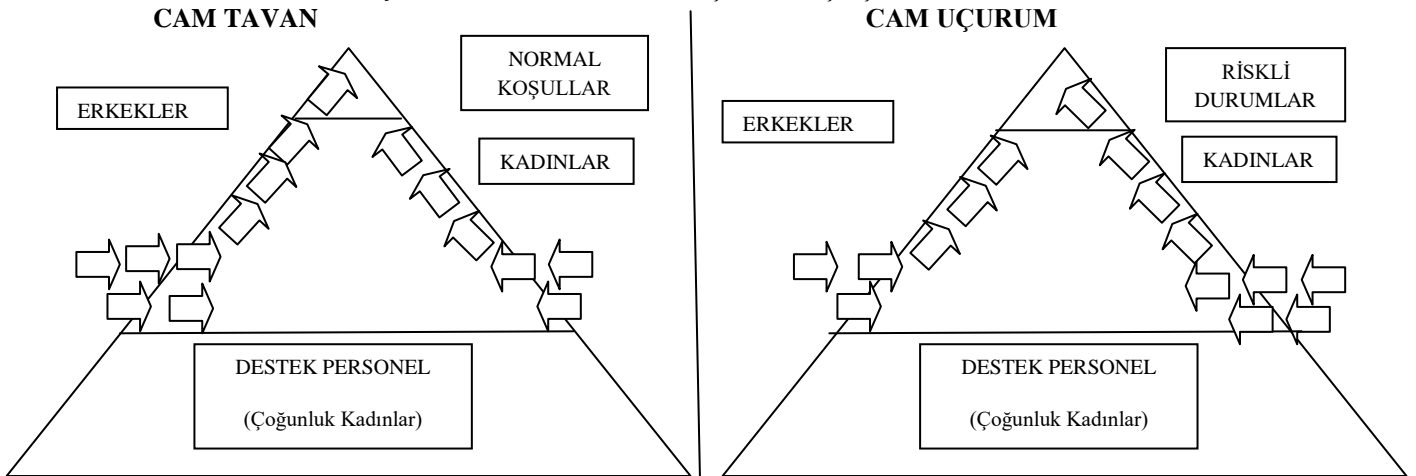 CAM TAVAN
ERKEKLER
NORMAL
KOŞULLAR
KADINLAR
DESTEK PERSONEL
(Çoğunluk Kadınlar)
CAM UÇURUM
ERKEKLER
RİSKLİ
DURUMLAR
KADINLAR
DESTEK PERSONEL
(Çoğunluk Kadınlar)